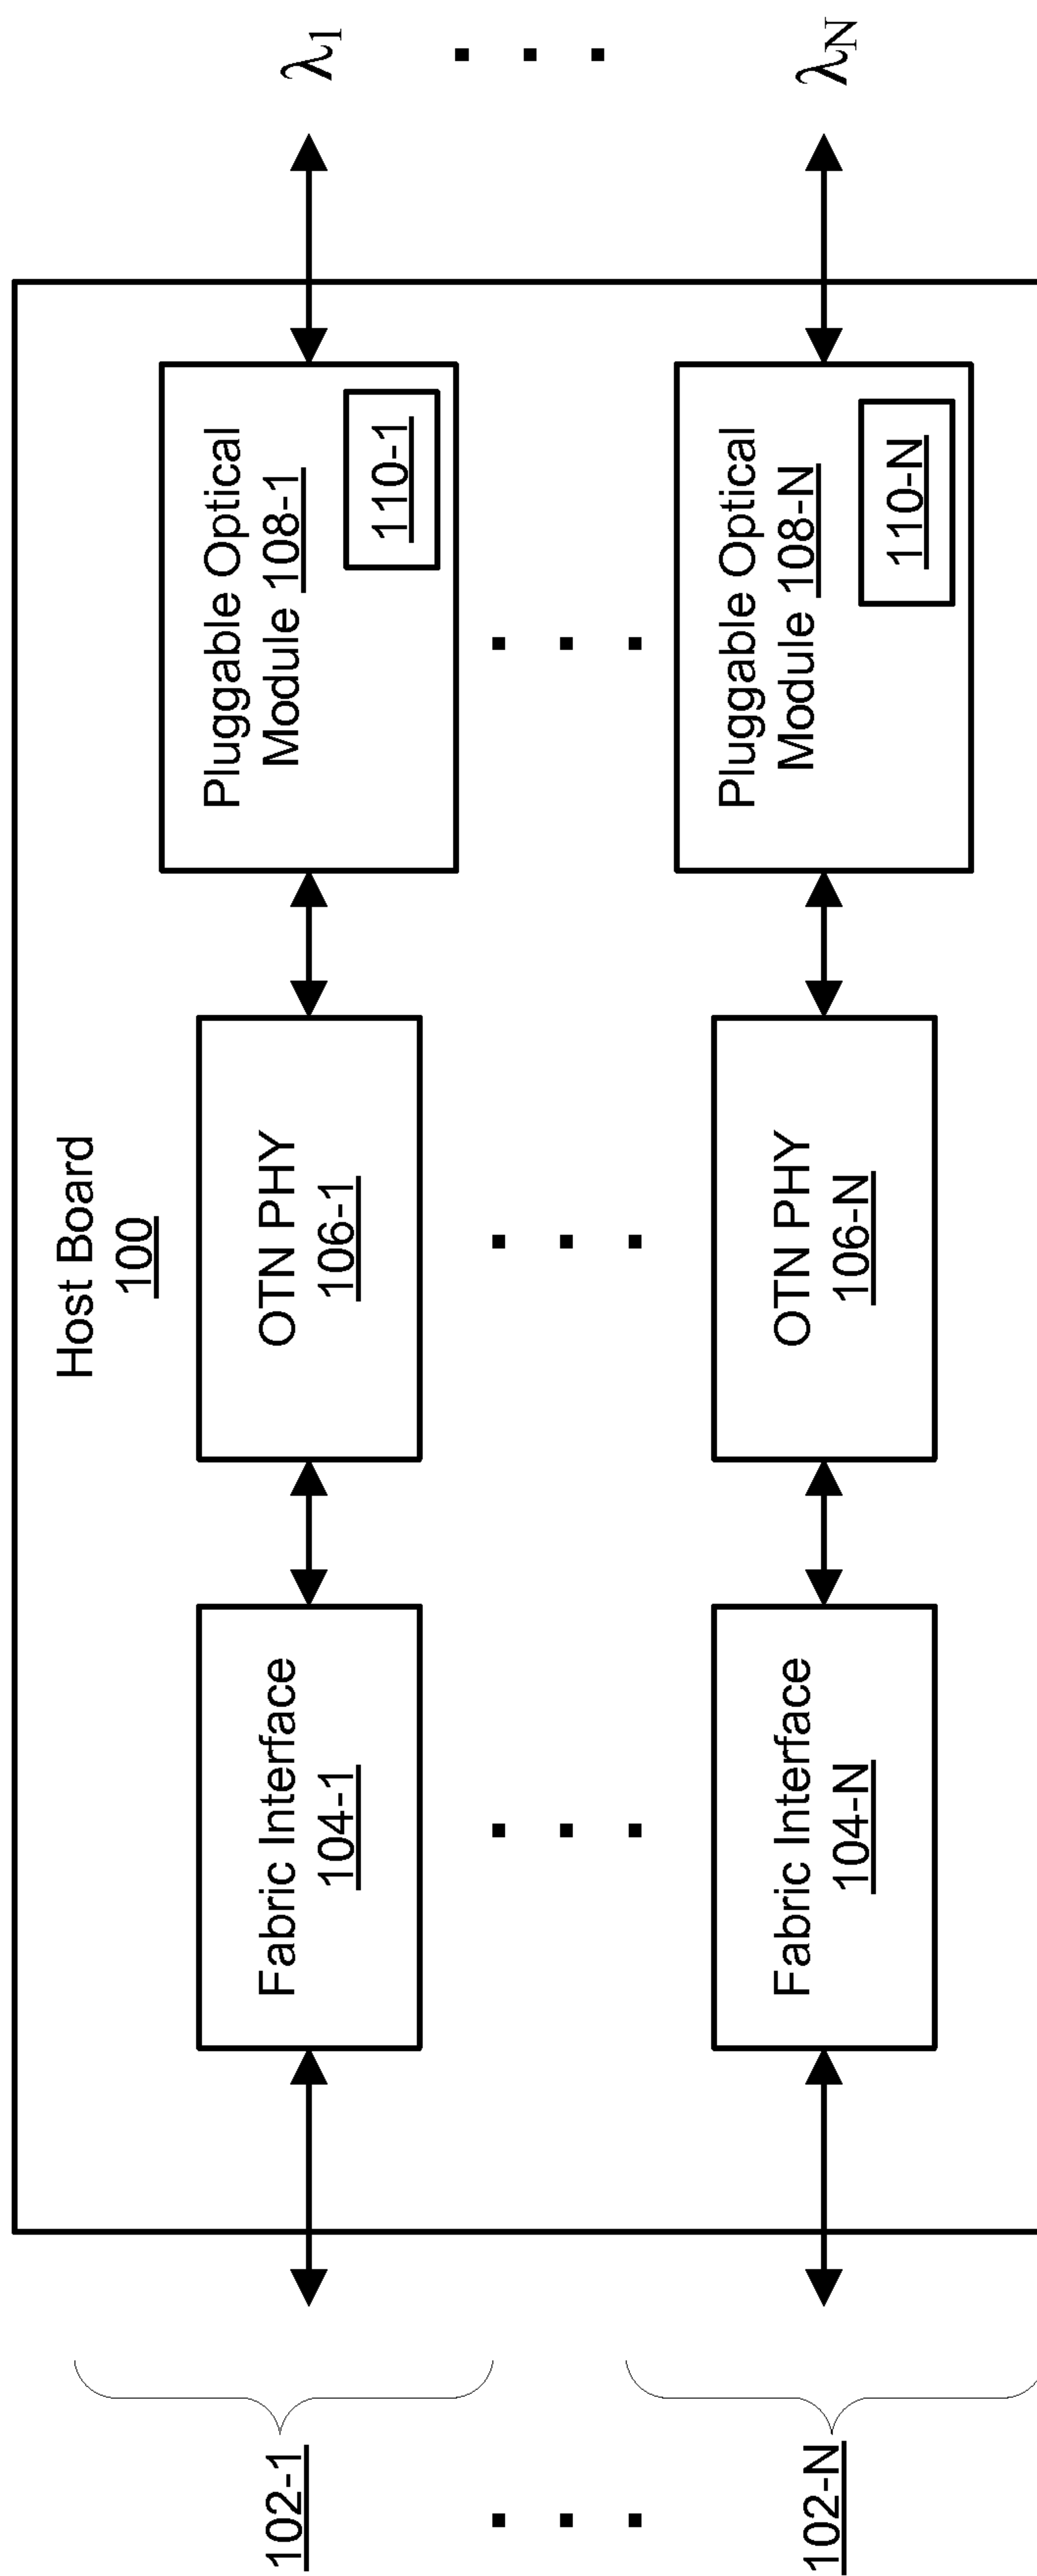 Host Board
100
102-1
Fabric Interface
104-1
OTN PHY
106-1
Pluggable Optical
Module 108-1
110-1
λ1
102-N
Fabric Interface
104-N
OTN PHY
106-N
Pluggable Optical
Module 108-N
110-N
λN